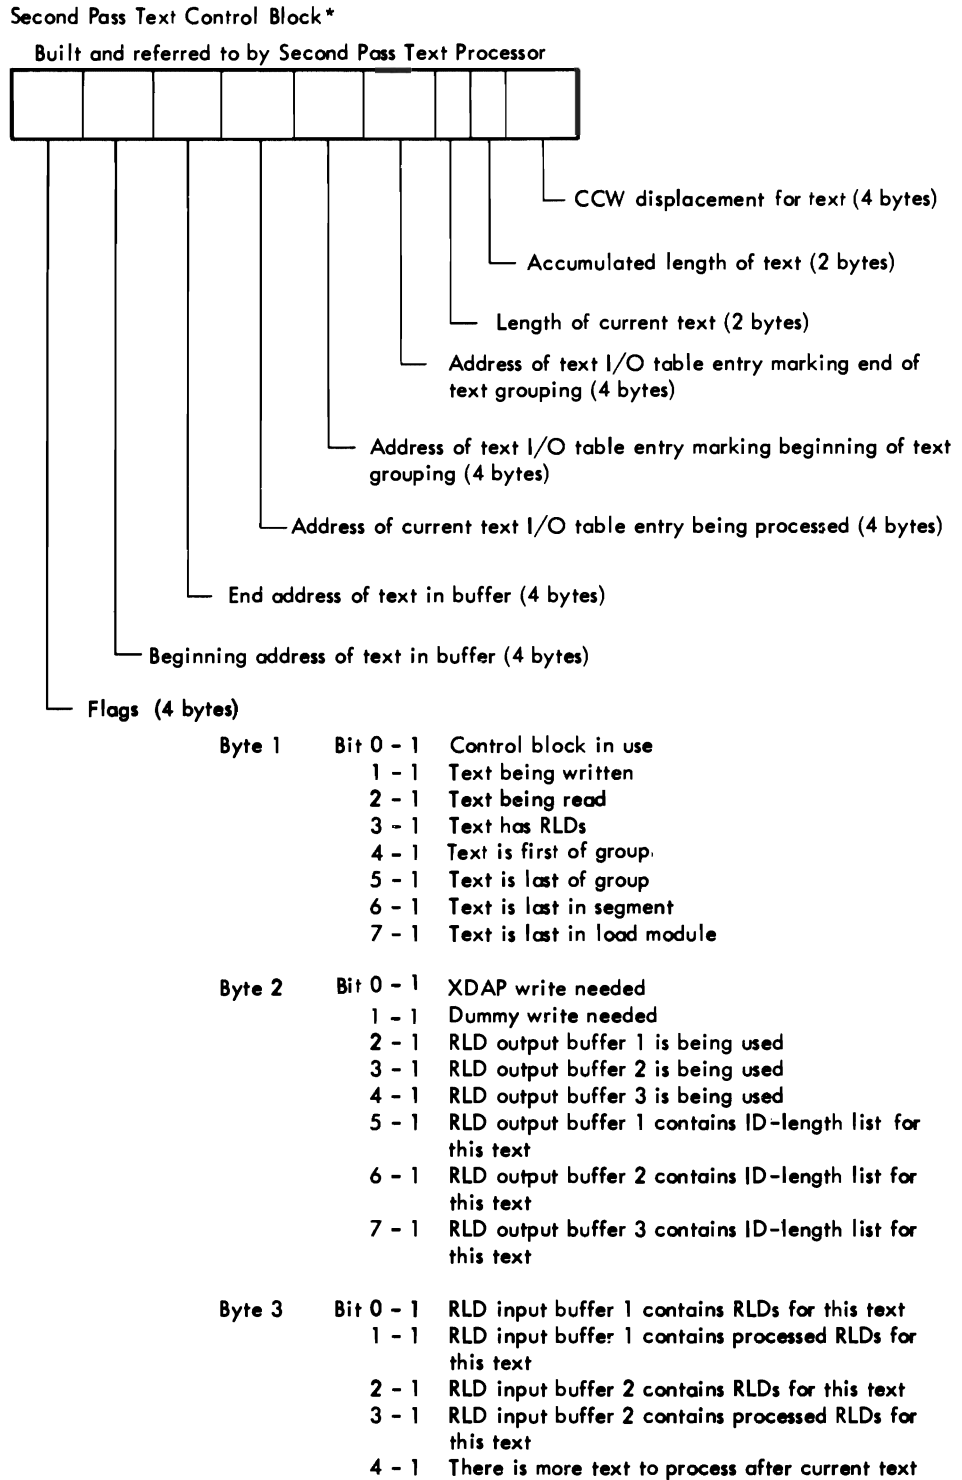 Second Pass Text Control Block*
Built and referred to by Second Pass Text Processor
CCW displacement for text (4 bytes)
Accumulated length of text (2 bytes)
Length of current text (2 bytes)
Address of text I/O table entry marking end of
text grouping (4 bytes)
Address of text I/O table entry marking beginning of text
grouping (4 bytes)
Address of current text I/O table entry being processed (4 bytes)
End address of text in buffer (4 bytes)
Beginning address of text in buffer (4 bytes)
Flags (4 bytes)
Byte 1 Bit 0 - 1 Control block in use
1 - 1 Text being written
2 - 1 Text being read
3 - 1 Text has RLDs
4 - 1 Text is first of group
5 - 1 Text is last of group
6 - 1 Text is last in segment
7 - 1 Text is last in load module
Byte 2 Bit 0 - 1 XDAP write needed
1 - 1 Dummy write needed
2 - 1 RLD output buffer 1 is being used
3 - 1 RLD output buffer 2 is being used
4 - 1 RLD output buffer 3 is being used
5 - 1 RLD output buffer 1 contains ID-length list for
this text
6 - 1 RLD output buffer 2 contains ID-length list for
this text
7 - 1 RLD output buffer 3 contains ID-length list for
this text
Byte 3 Bit 0 - 1 RLD input buffer 1 contains RLDs for this text
1 - 1 RLD input buffer 1 contains processed RLDs for
this text
2 - 1 RLD input buffer 2 contains RLDs for this text
3 - 1 RLD input buffer 2 contains processed RLDs for
this text
4 - 1 There is more text to process after current text